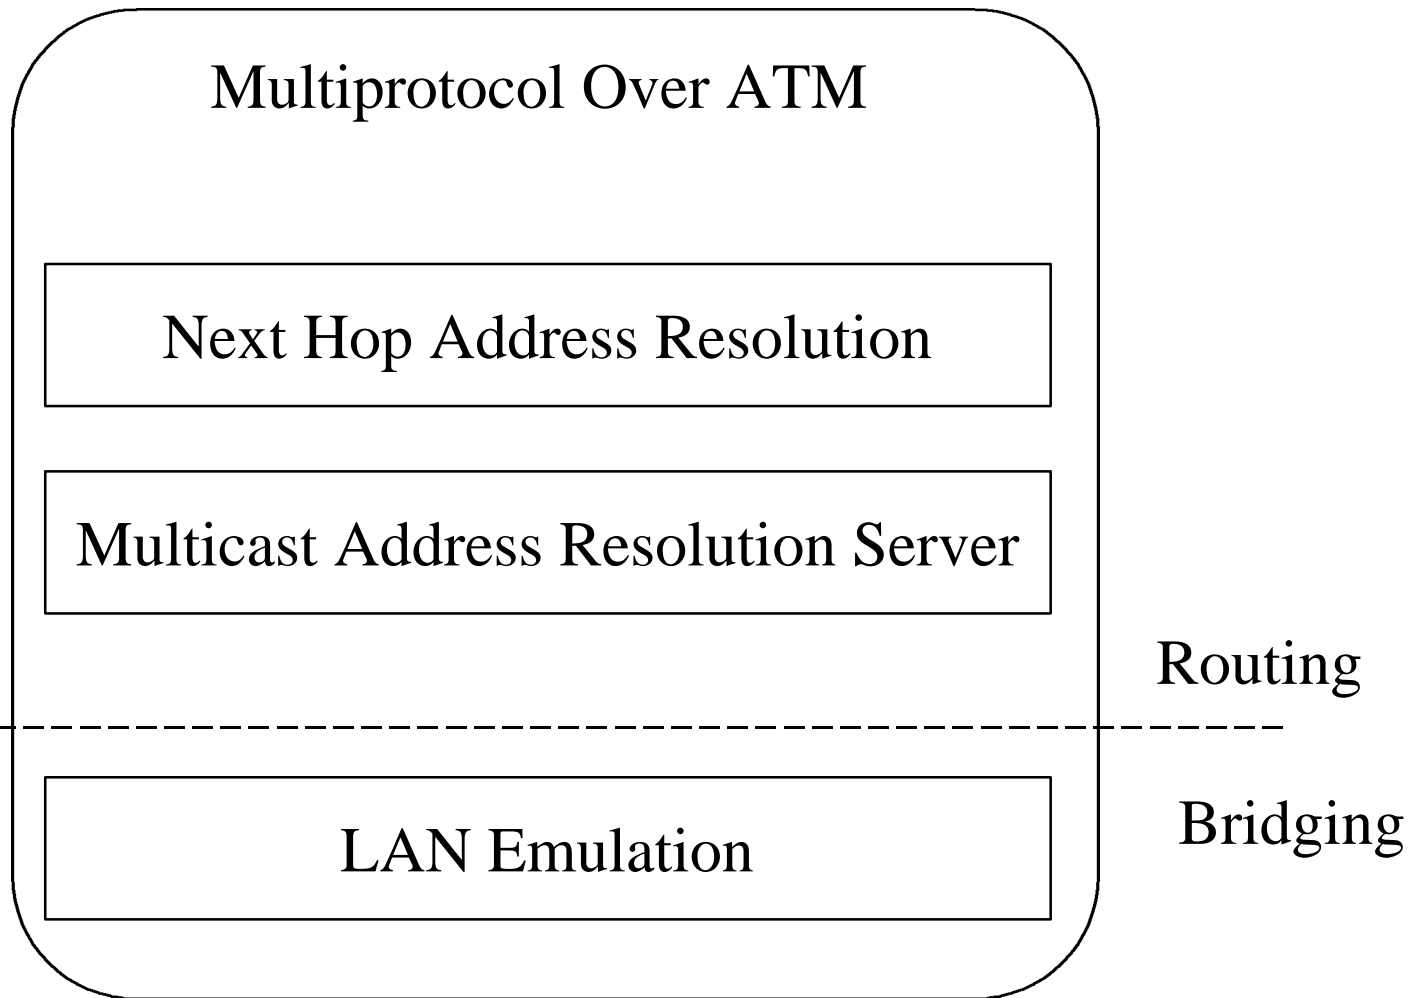 Multiprotocol Over ATM
Next Hop Address Resolution
Multicast Address Resolution Server
Routing
Bridging
LAN Emulation